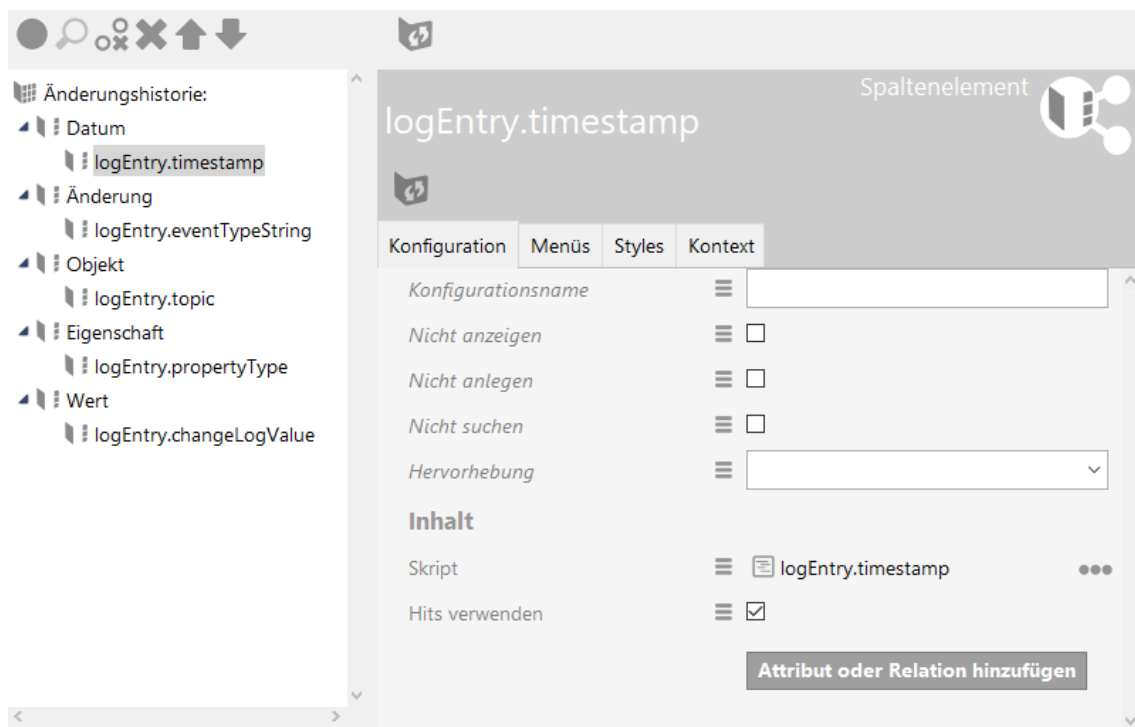 Änderungshistorie:
Datum
logEntry.timestamp
Änderung
logEntry.eventTypeString
Objekt
logEntry.topic
Eigenschaft
logEntry.propertyType
Wert
logEntry.changeLogValue
Spaltenelement
logEntry.timestamp
Konfiguration Menüs Styles Kontext
Konfigurationsname
Nicht anzeigen
Nicht anlegen
Nicht suchen
Hervorhebung
Inhalt
Skript logEntry.timestamp
Hits verwenden
Attribut oder Relation hinzufügen